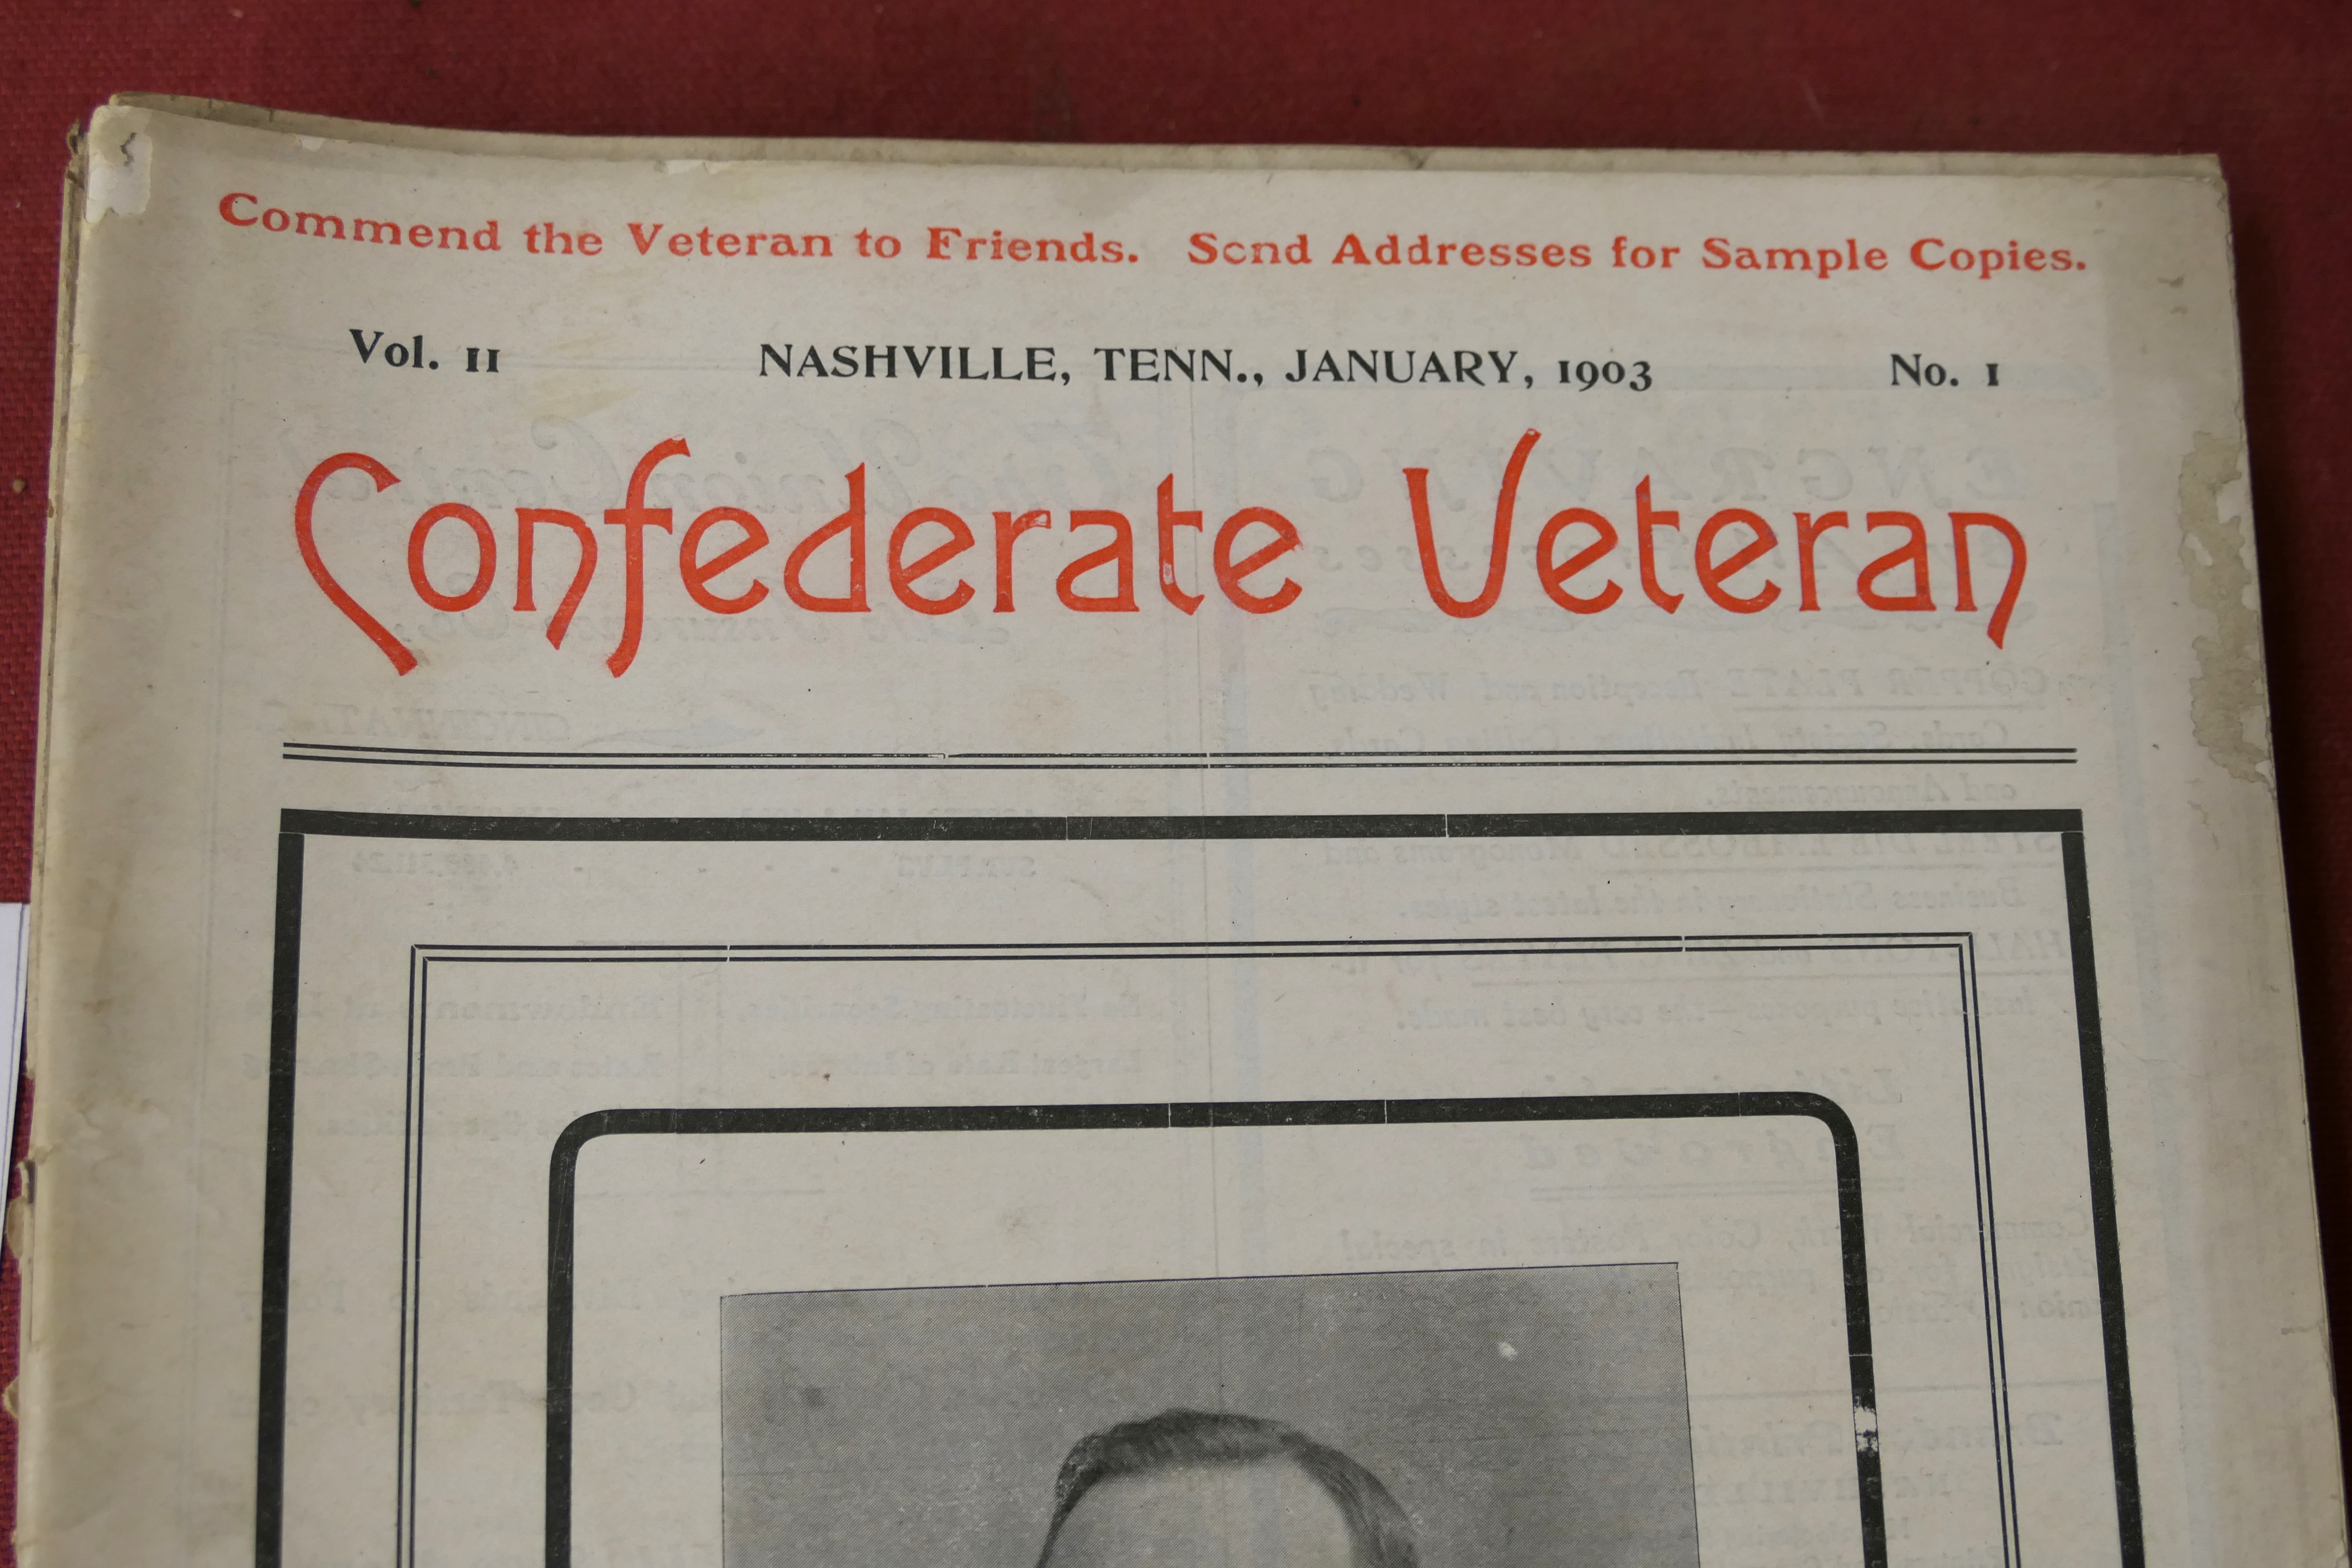 Commend the Veteran to Friends. Send Addresses for Sample Copies.
Vol. 11 NASHVILLE, TENN., JANUARY, 1903 No. 1
Confederate Veteran